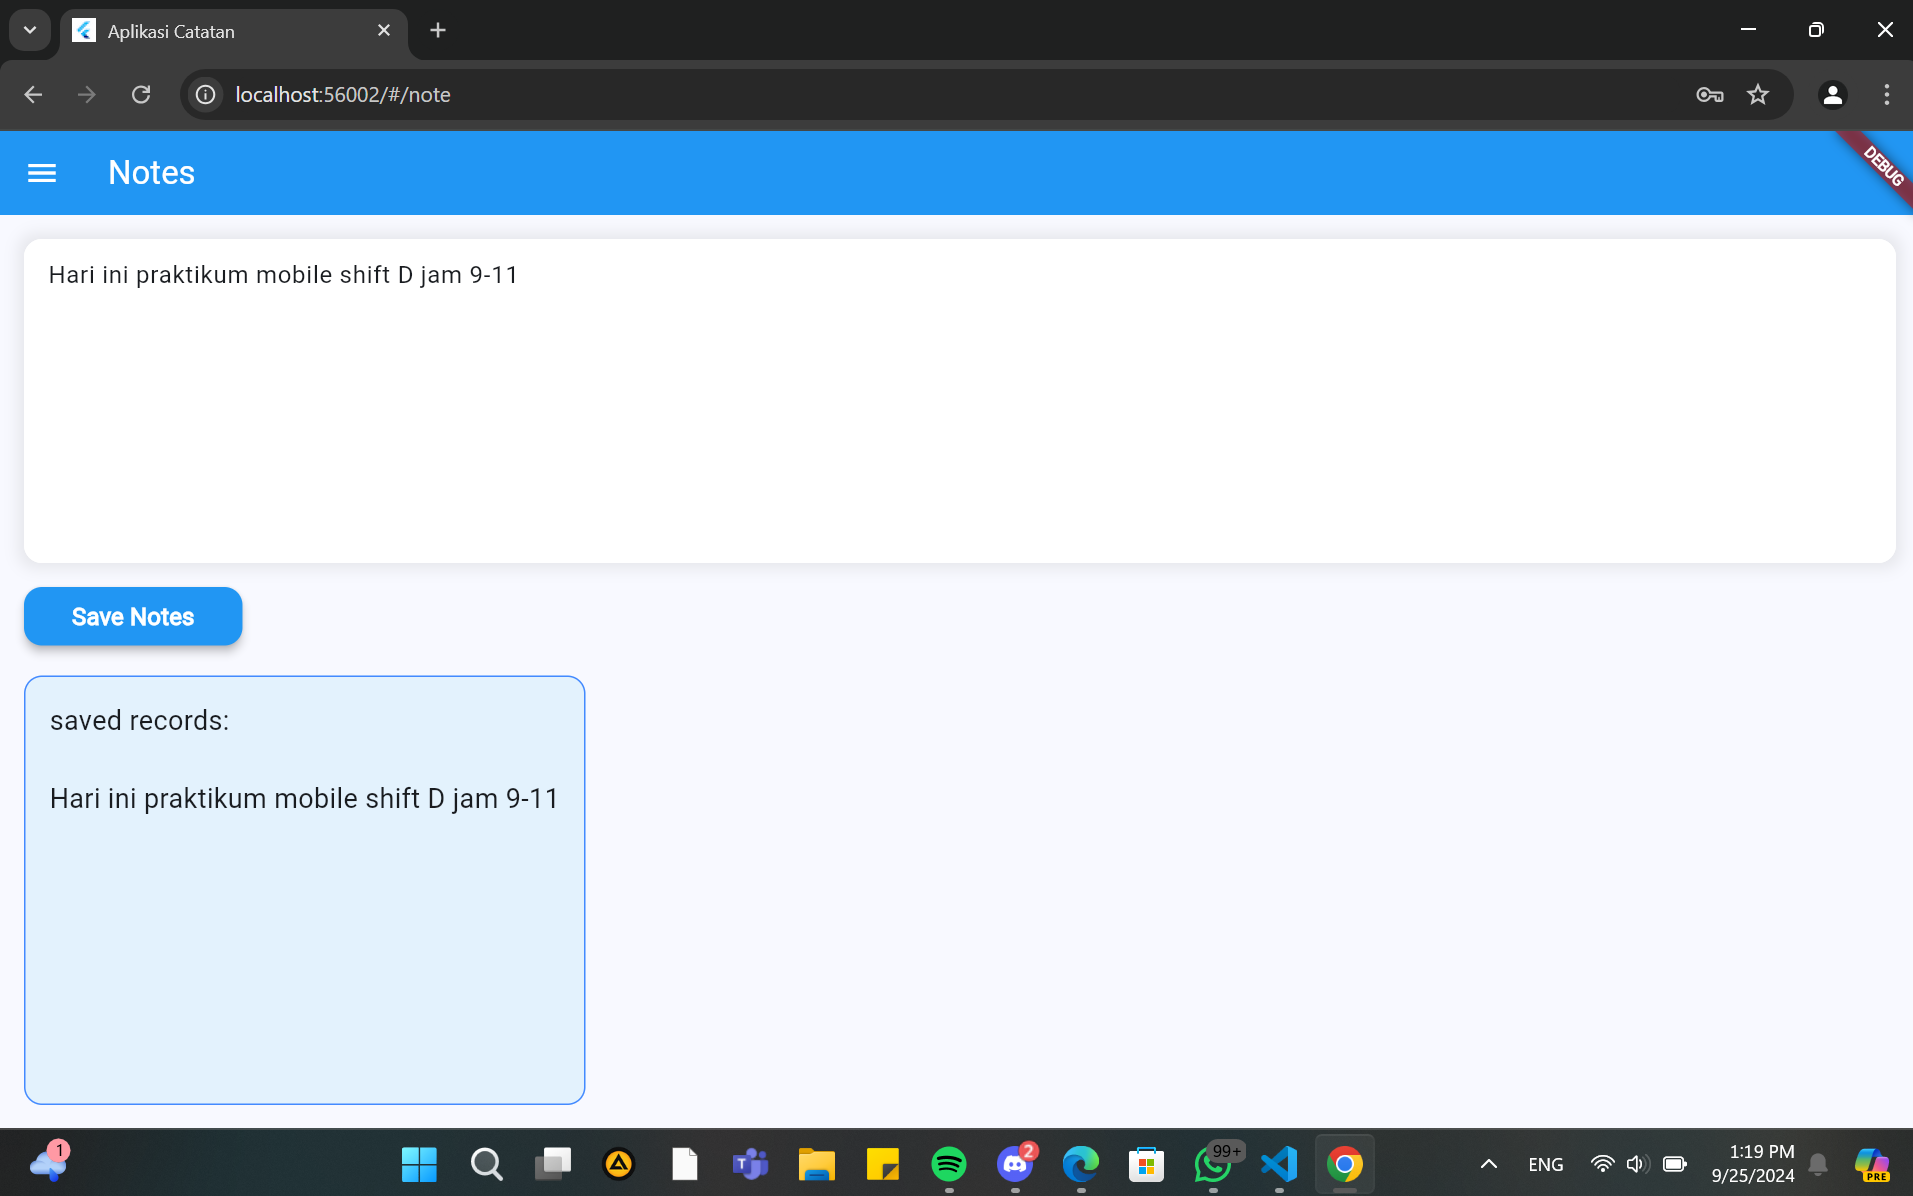 Aplikasi Catatan
localhost:56002/#/note
Notes
DEBUG
Hari ini praktikum mobile shift D jam 9-11
Save Notes
saved records:
Hari ini praktikum mobile shift D jam 9-11
1
T
2
99+
ENG
1:19 PM
9/25/2024
PRE